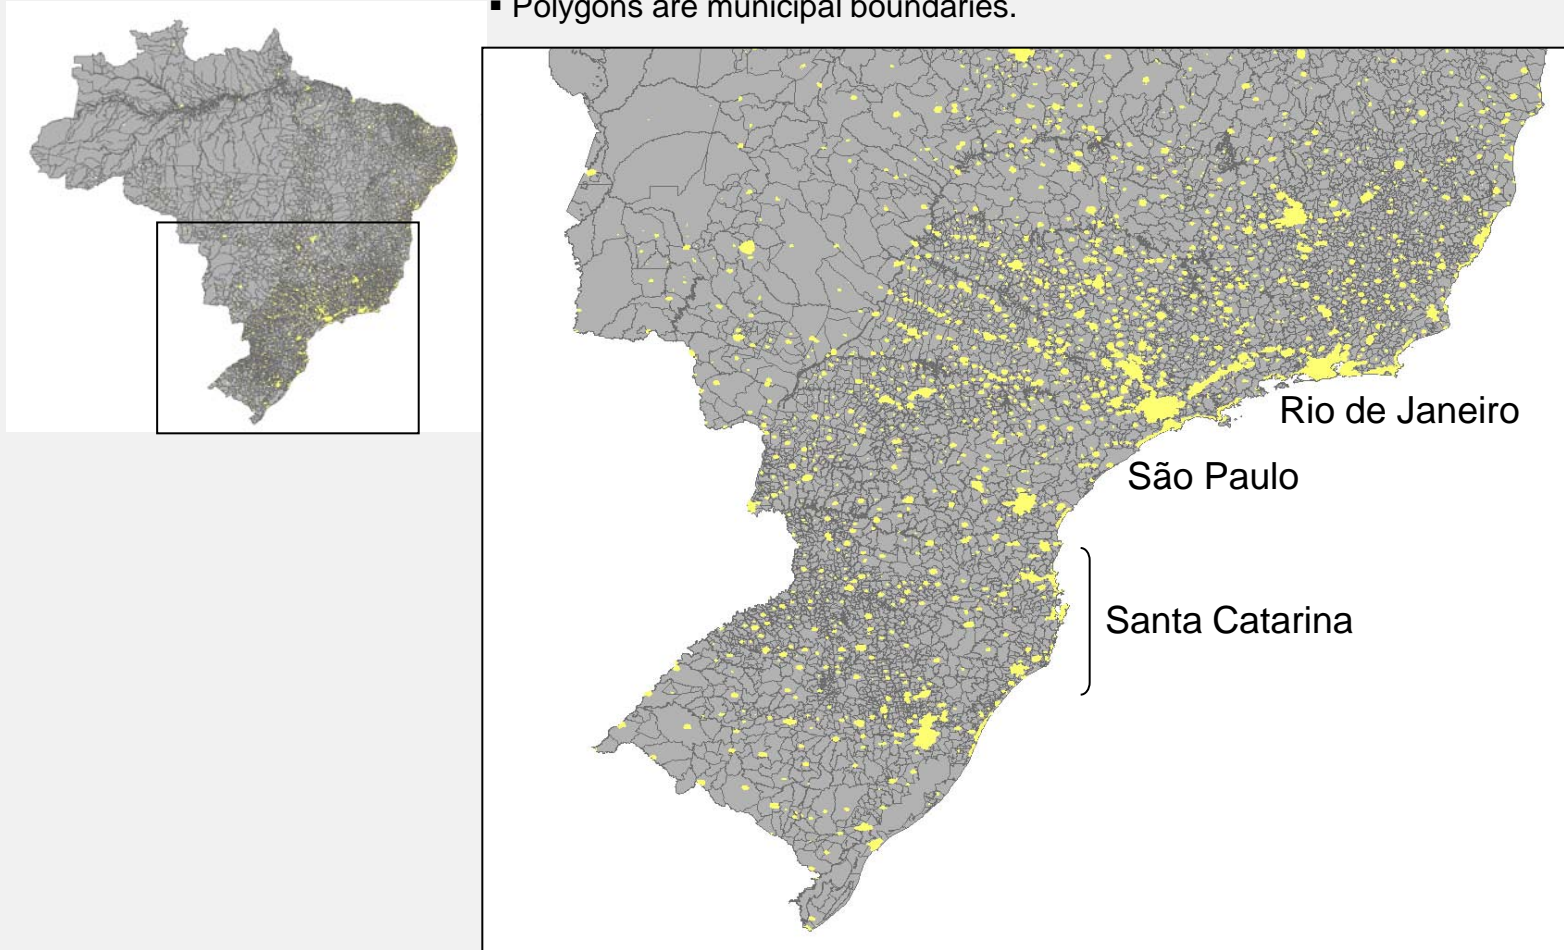 ▪ Polygons are municipal boundaries.
Rio de Janeiro
São Paulo
Santa Catarina